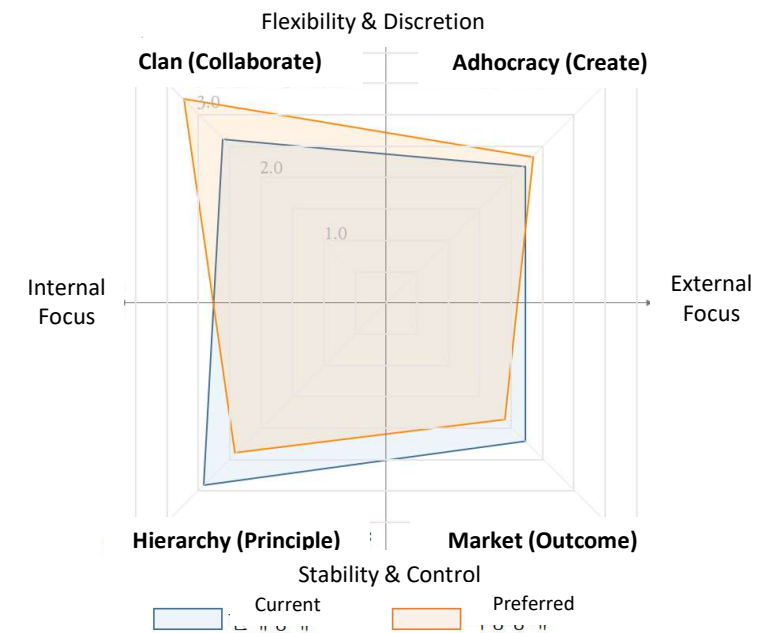 Flexibility & Discretion
Clan (Collaborate)
Adhocracy (Create)
3.0
2.0
1.0
Internal
Focus
External
Focus
Hierarchy (Principle)
Market (Outcome)
Stability & Control
Current
Preferred